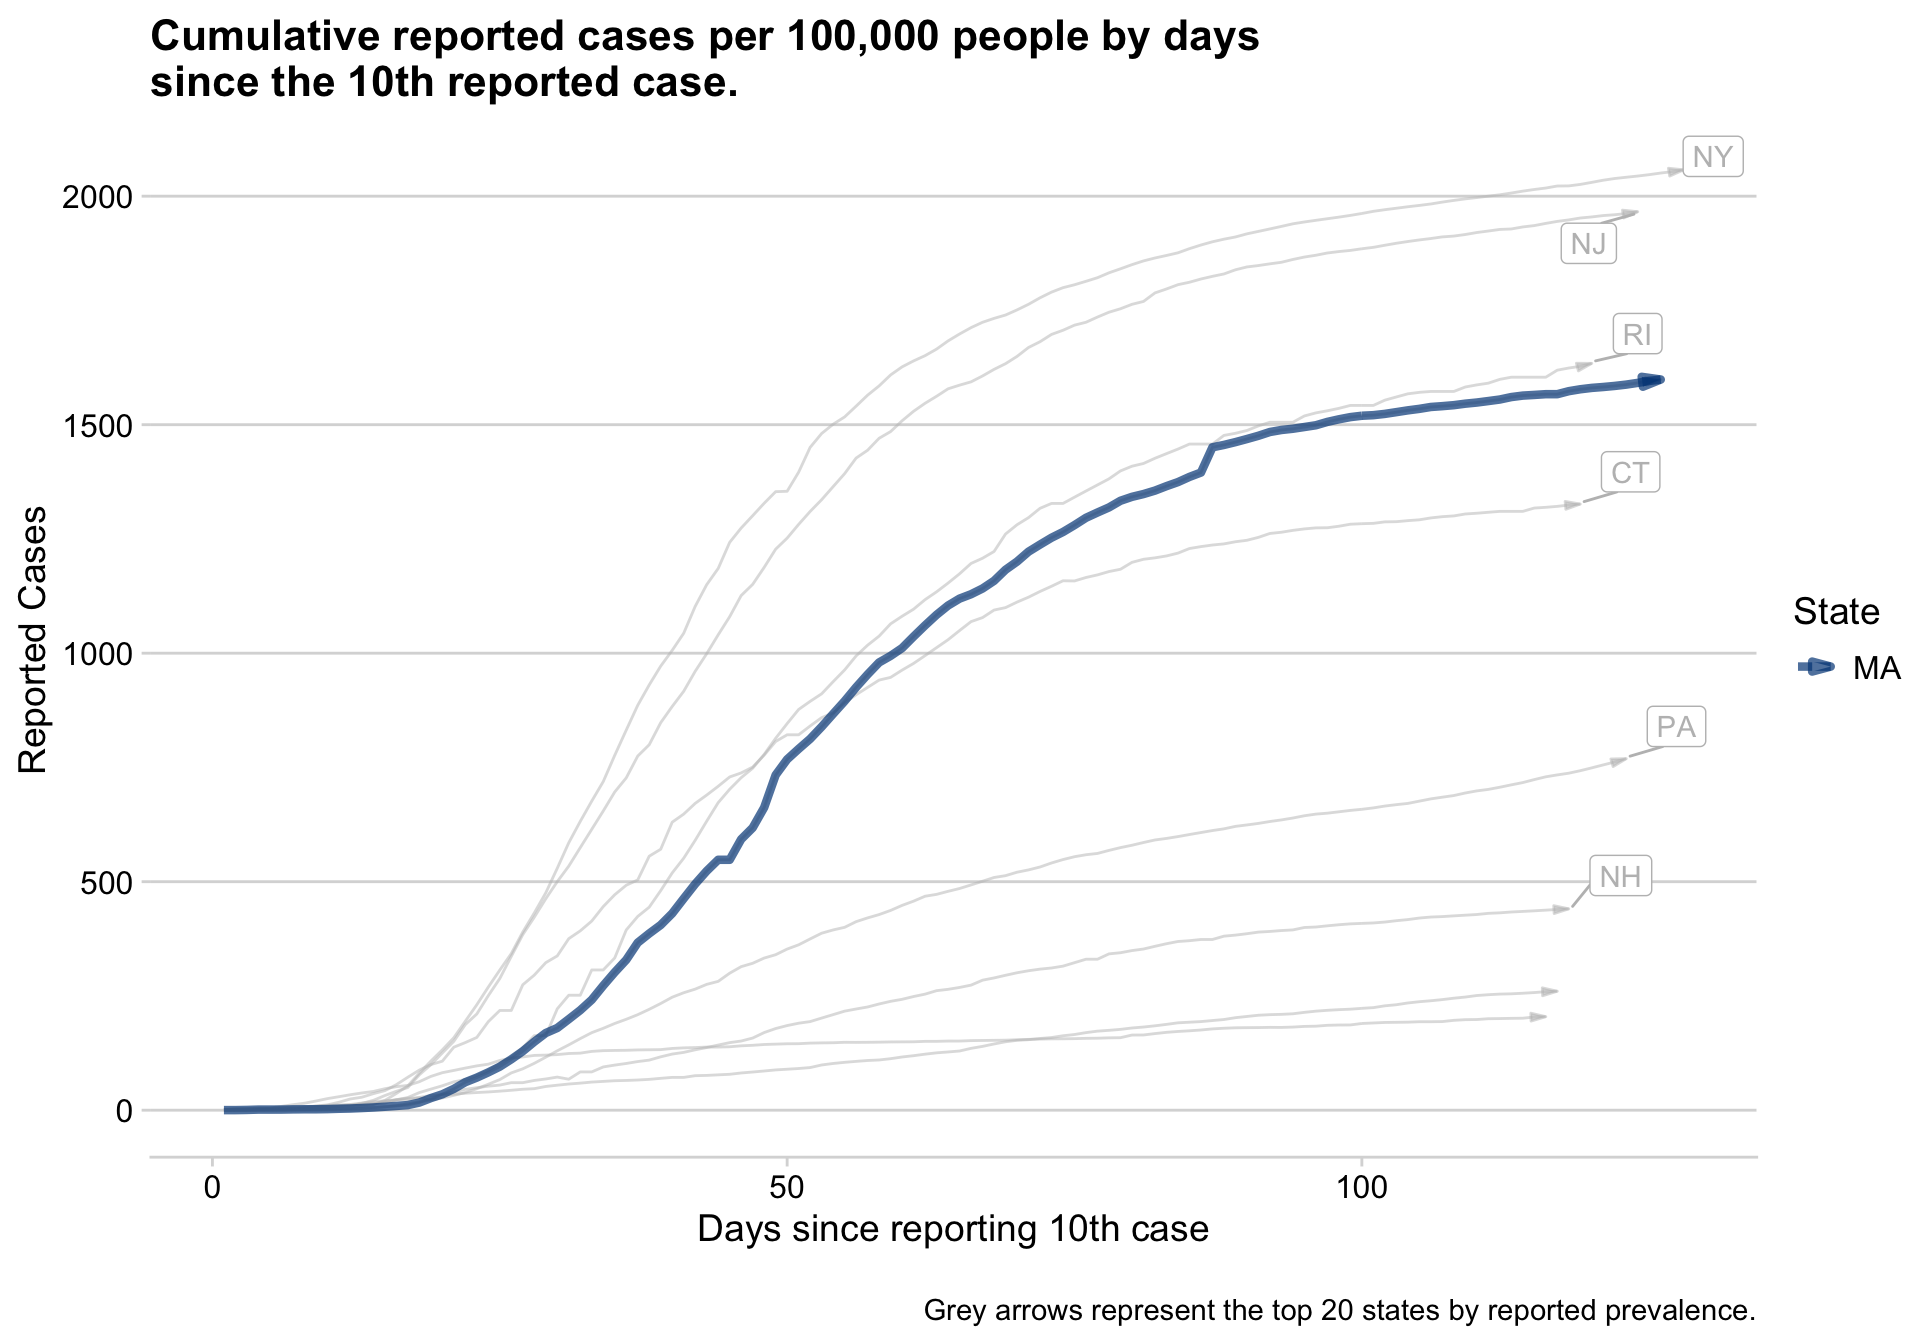 Cumulative reported cases per 100,000 people by days
since the 10th reported case.
NY
2000
NJ
RI
1500
CT
Reported Cases
State
MA
1000
PA
NH
500
0
0 50 100
Days since reporting 10th case
Grey arrows represent the top 20 states by reported prevalence.